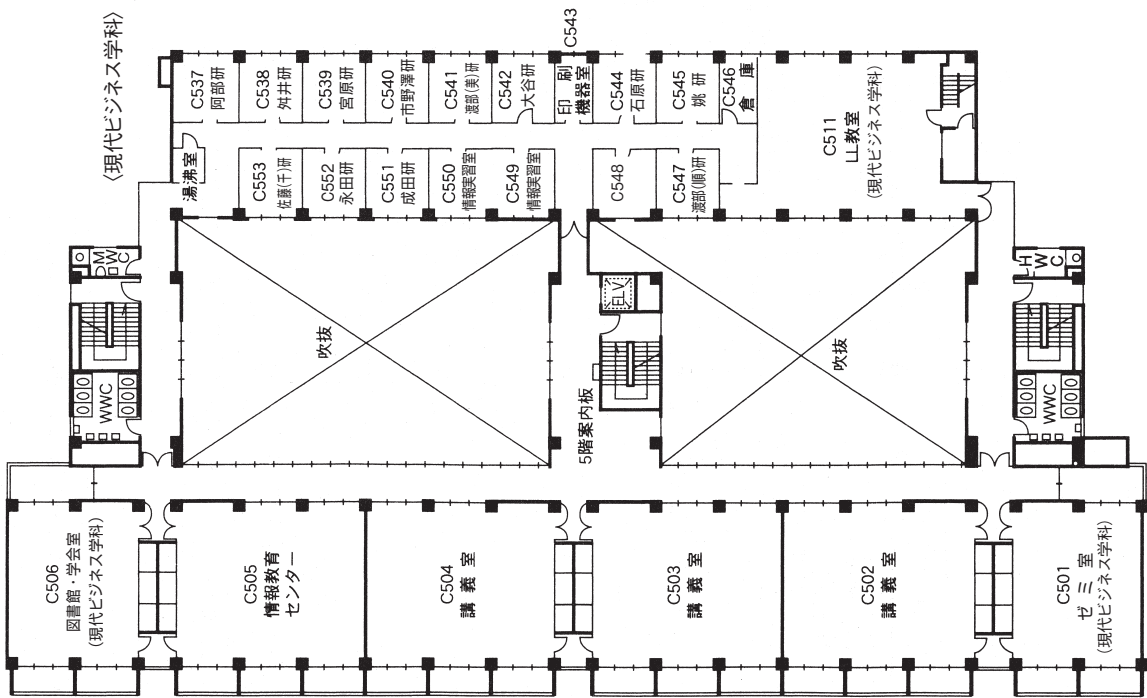 〈現代ビジネス学科〉
C537
阿部研
C538
舛井研
C539
宮原研
C540
市野澤研
C541
渡部(美)研
C542
大谷研
C543
印刷
機器室
C544
石原研
C545
姚研
C546
倉庫
湯沸室
C553
佐藤(千)研
C552
永田研
C551
成田研
C550
情報実習室
C549
情報実習室
C548
C547
渡部(順)研
C511
LL教室
(現代ビジネス学科)
M
W
C
WWC
吹抜
ELV
5階案内板
吹抜
H
W
C
WWC
C506
図書館・学会室
(現代ビジネス学科)
C505
情報教育
センター
C504
講義室
C503
講義室
C502
講義室
C501
ゼミ室
(現代ビジネス学科)